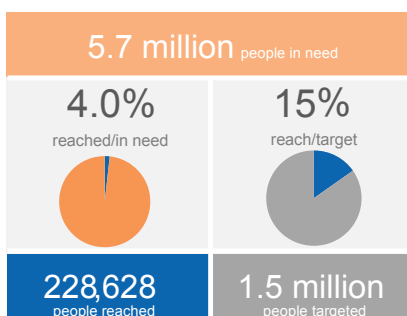 5.7 million people in need
4.0% 15%
reached/in need reach/target
228,628 1.5 million
people reached people targeted